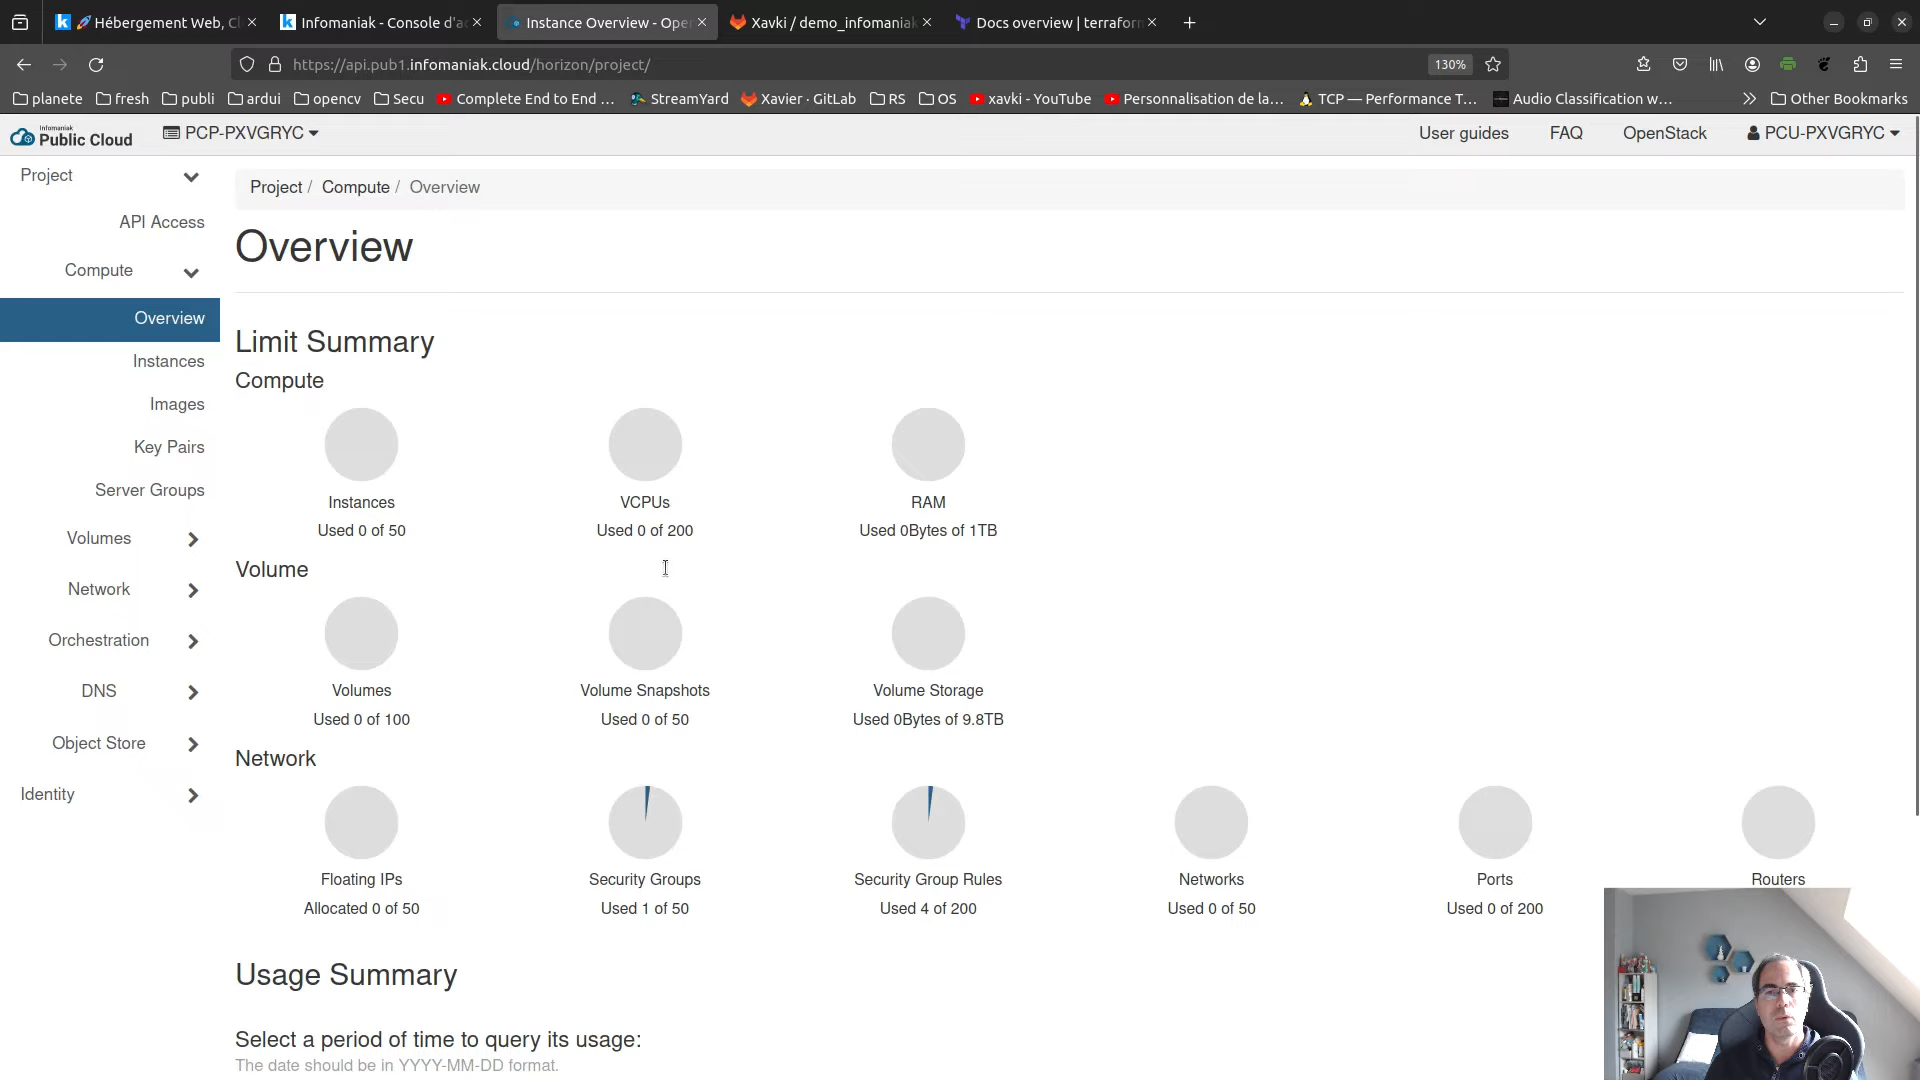 Hébergement Web, Cl
Infomaniak - Console d'ac
Instance Overview - Ope
Xavki / demo_infomaniak
Docs overview | terraform
https://api.pub1.infomaniak.cloud/horizon/project/
130%
planete
fresh
publi
ardui
opencv
Secu
Complete End to End ...
StreamYard
Xavier · GitLab
RS
OS
xavki - YouTube
Personnalisation de la...
TCP — Performance T...
Audio Classification w...
Other Bookmarks
Infomaniak
Public Cloud
PCP-PXVGRYC
User guides
FAQ
OpenStack
PCU-PXVGRYC
Project
API Access
Compute
Overview
Instances
Images
Key Pairs
Server Groups
Volumes
Network
Orchestration
DNS
Object Store
Identity
Project / Compute / Overview
Overview
Limit Summary
Compute
Instances
Used 0 of 50
VCPUs
Used 0 of 200
RAM
Used 0Bytes of 1TB
Volume
Volumes
Used 0 of 100
Volume Snapshots
Used 0 of 50
Volume Storage
Used 0Bytes of 9.8TB
Network
Floating IPs
Allocated 0 of 50
Security Groups
Used 1 of 50
Security Group Rules
Used 4 of 200
Networks
Used 0 of 50
Ports
Used 0 of 200
Routers
Usage Summary
Select a period of time to query its usage:
The date should be in YYYY-MM-DD format.